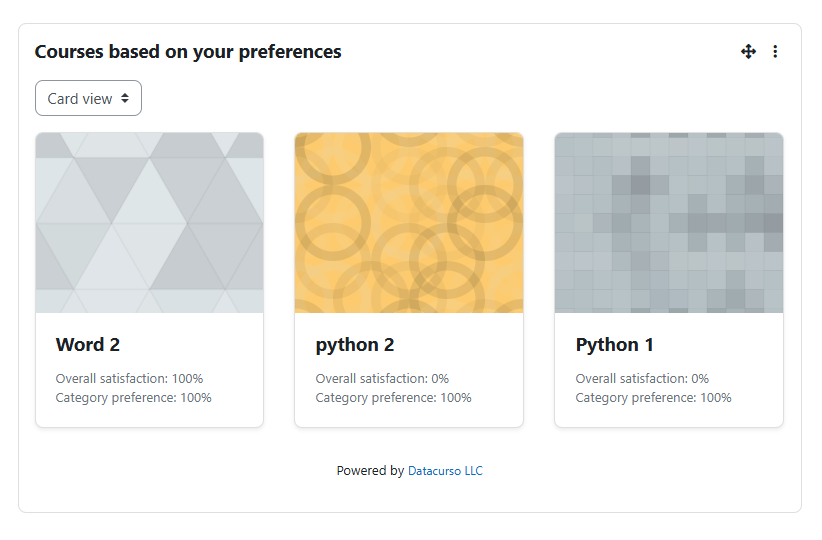 Courses based on your preferences
Card view
Word 2
Overall satisfaction: 100%
Category preference: 100%
python 2
Overall satisfaction: 0%
Category preference: 100%
Python 1
Overall satisfaction: 0%
Category preference: 100%
Powered by Datacurso LLC